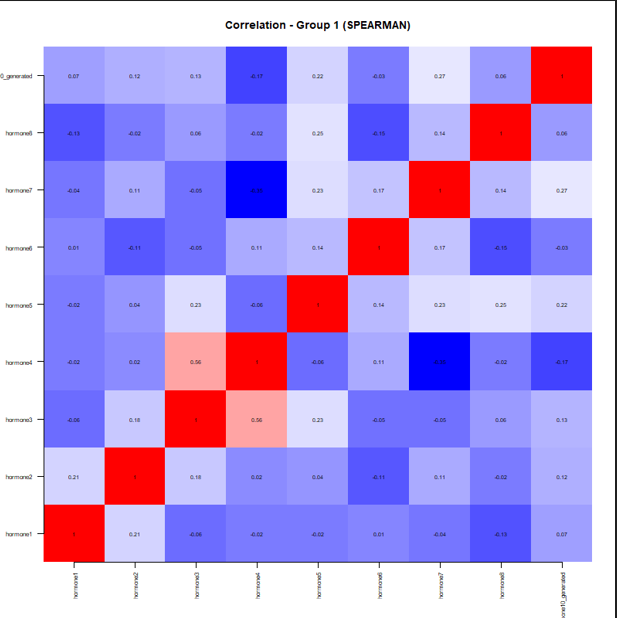 Correlation - Group 1 (SPEARMAN)
0_generated 0.07 0.12 0.13 -0.17 0.22 -0.03 0.27 0.06 1
hormone8 -0.13 -0.02 0.06 -0.02 0.25 -0.15 0.14 1 0.06
hormone7 -0.04 0.11 -0.05 0.23 0.17 1 0.14 0.27
hormone6 0.01 -0.11 -0.05 0.11 0.14 1 0.17 -0.15 -0.03
hormone5 -0.02 0.04 0.23 -0.06 1 0.14 0.23 0.25 0.22
hormone4 -0.02 0.02 0.56 1 -0.06 0.11 -0.02 -0.17
hormone3 -0.06 0.18 1 0.56 0.23 -0.05 -0.05 0.06 0.13
hormone2 0.21 1 0.18 0.02 0.04 -0.11 0.11 -0.02 0.12
hormone1 1 0.21 -0.06 -0.02 -0.02 0.01 -0.04 -0.13 0.07
hormone1
hormone2
hormone3
hormone4
hormone5
hormone6
hormone7
hormone8
one10_generated